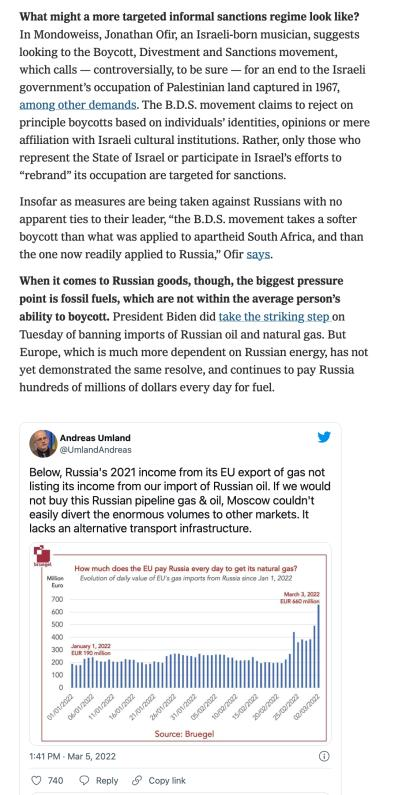 What might a more targeted informal sanctions regime look like?
In Mondoweiss, Jonathan Ofir, an Israeli-born musician, suggests
looking to the Boycott, Divestment and Sanctions movement,
which calls — controversially, to be sure — for an end to the Israeli
government’s occupation of Palestinian land captured in 1967,
among other demands. The B.D.S. movement claims to reject on
principle boycotts based on individuals’ identities, opinions or mere
affiliation with Israeli cultural institutions. Rather, only those who
represent the State of Israel or participate in Israel’s efforts to
“rebrand” its occupation are targeted for sanctions.
Insofar as measures are being taken against Russians with no
apparent ties to their leader, “the B.D.S. movement takes a softer
boycott than what was applied to apartheid South Africa, and than
the one now readily applied to Russia,” Ofir says.
When it comes to Russian goods, though, the biggest pressure
point is fossil fuels, which are not within the average person’s
ability to boycott. President Biden did take the striking step on
Tuesday of banning imports of Russian oil and natural gas. But
Europe, which is much more dependent on Russian energy, has not
yet demonstrated the same resolve, and continues to pay Russia
hundreds of millions of dollars every day for fuel.
Andreas Umland
@UmlandAndreas
Below, Russia's 2021 income from its EU export of gas not
listing its income from our import of Russian oil. If we would
not buy this Russian pipeline gas & oil, Moscow couldn't
easily divert the enormous volumes to other markets. It
lacks an alternative transport infrastructure.
bruegel
How much does the EU pay Russia every day to get its natural gas?
Evolution of daily value of EU's gas imports from Russia since Jan 1, 2022
Million
Euro
March 3, 2022
EUR 660 million
700
600
500
400
300
200
100
0
January 1, 2022
EUR 190 million
01/01/2022
06/01/2022
11/01/2022
16/01/2022
21/01/2022
26/01/2022
31/01/2022
05/02/2022
10/02/2022
15/02/2022
20/02/2022
25/02/2022
02/03/2022
Source: Bruegel
1:41 PM · Mar 5, 2022
740 Reply Copy link